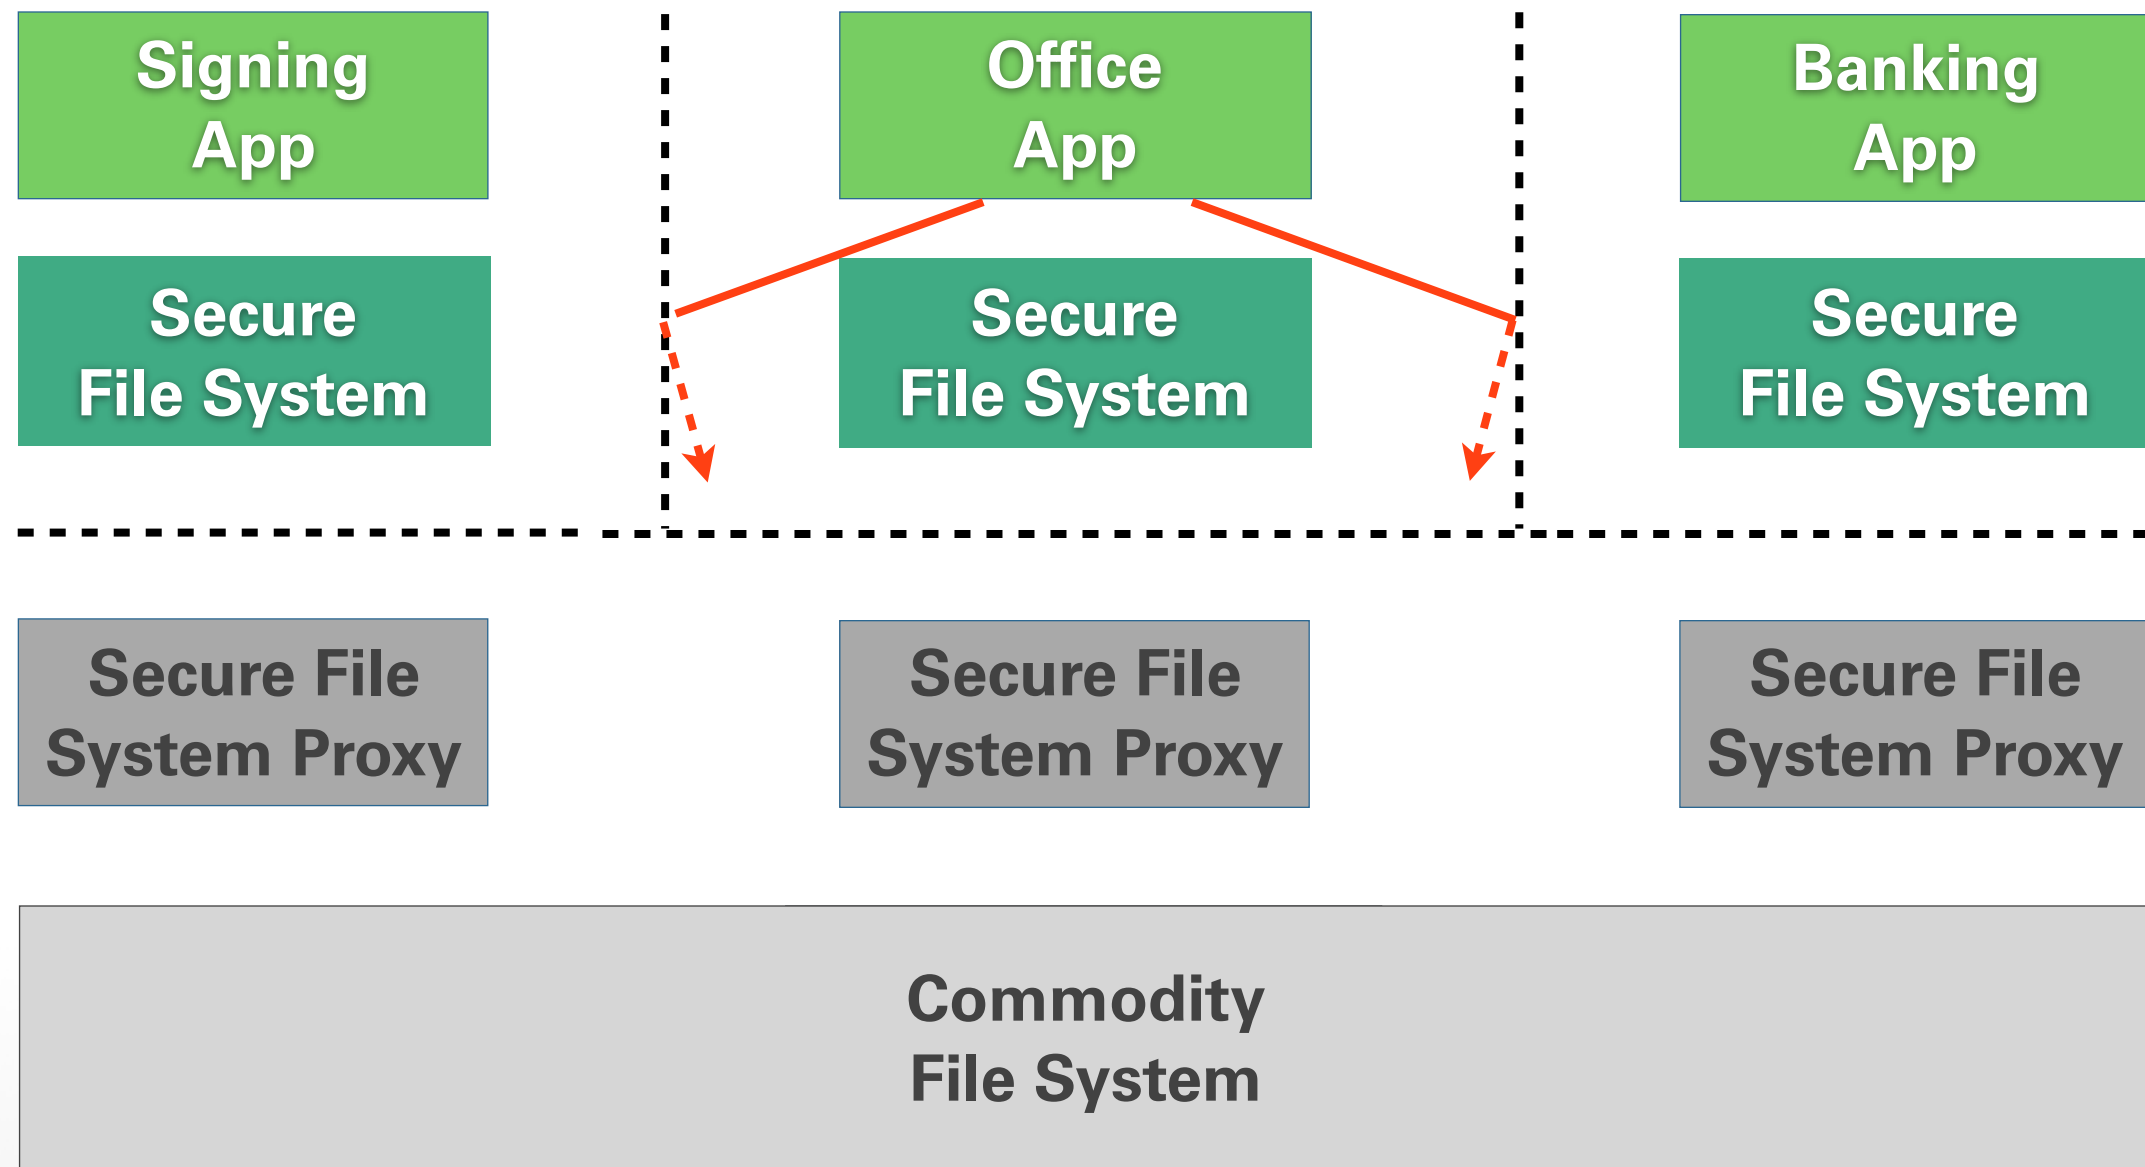 Signing
App
Office
App
Banking
App
Secure
File System
Secure
File System
Secure
File System
Secure File
System Proxy
Secure File
System Proxy
Secure File
System Proxy
Commodity
File System